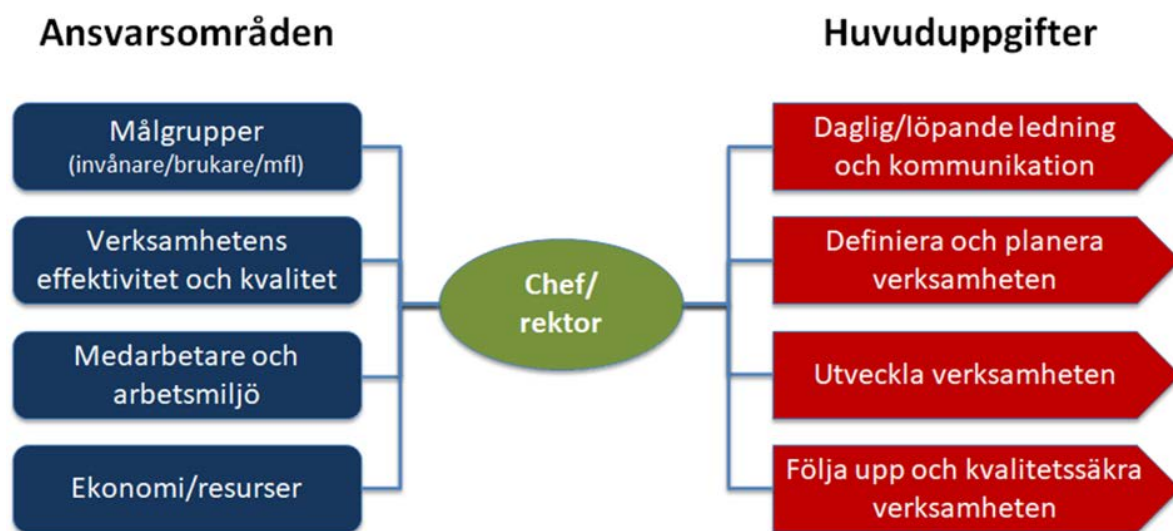 Ansvarsområden
Målgrupper
(invånare/brukare/mfl)
Verksamhetens
effektivitet och kvalitet
Medarbetare och
arbetsmiljö
Ekonomi/resurser
Chef/
rektor
Huvuduppgifter
Daglig/löpande ledning
och kommunikation
Definiera och planera
verksamheten
Utveckla verksamheten
Följa upp och kvalitetssäkra
verksamheten